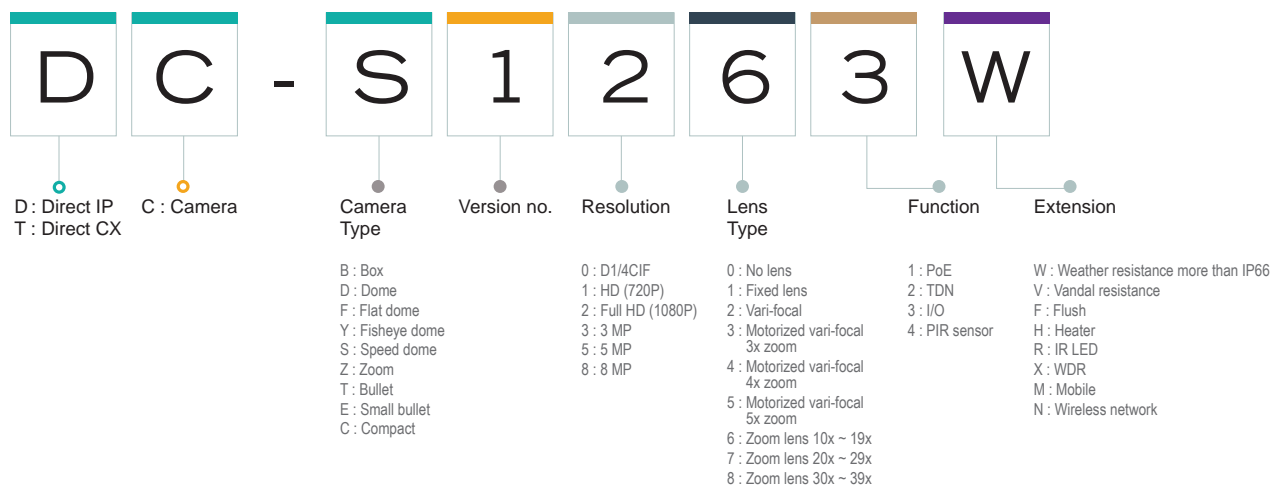 D C - S 1 2 6 3 W
D : Direct IP
T : Direct CX
C : Camera
Camera
Type
B : Box
D : Dome
F : Flat dome
Y : Fisheye dome
S : Speed dome
Z : Zoom
T : Bullet
E : Small bullet
C : Compact
Version no.
Resolution
0 : D1/4CIF
1 : HD (720P)
2 : Full HD (1080P)
3 : 3 MP
5 : 5 MP
8 : 8 MP
Lens
Type
0 : No lens
1 : Fixed lens
2 : Vari-focal
3 : Motorized vari-focal
3x zoom
4 : Motorized vari-focal
4x zoom
5 : Motorized vari-focal
5x zoom
6 : Zoom lens 10x ~ 19x
7 : Zoom lens 20x ~ 29x
8 : Zoom lens 30x ~ 39x
Function
1 : PoE
2 : TDN
3 : I/O
4 : PIR sensor
Extension
W : Weather resistance more than IP66
V : Vandal resistance
F : Flush
H : Heater
R : IR LED
X : WDR
M : Mobile
N : Wireless network